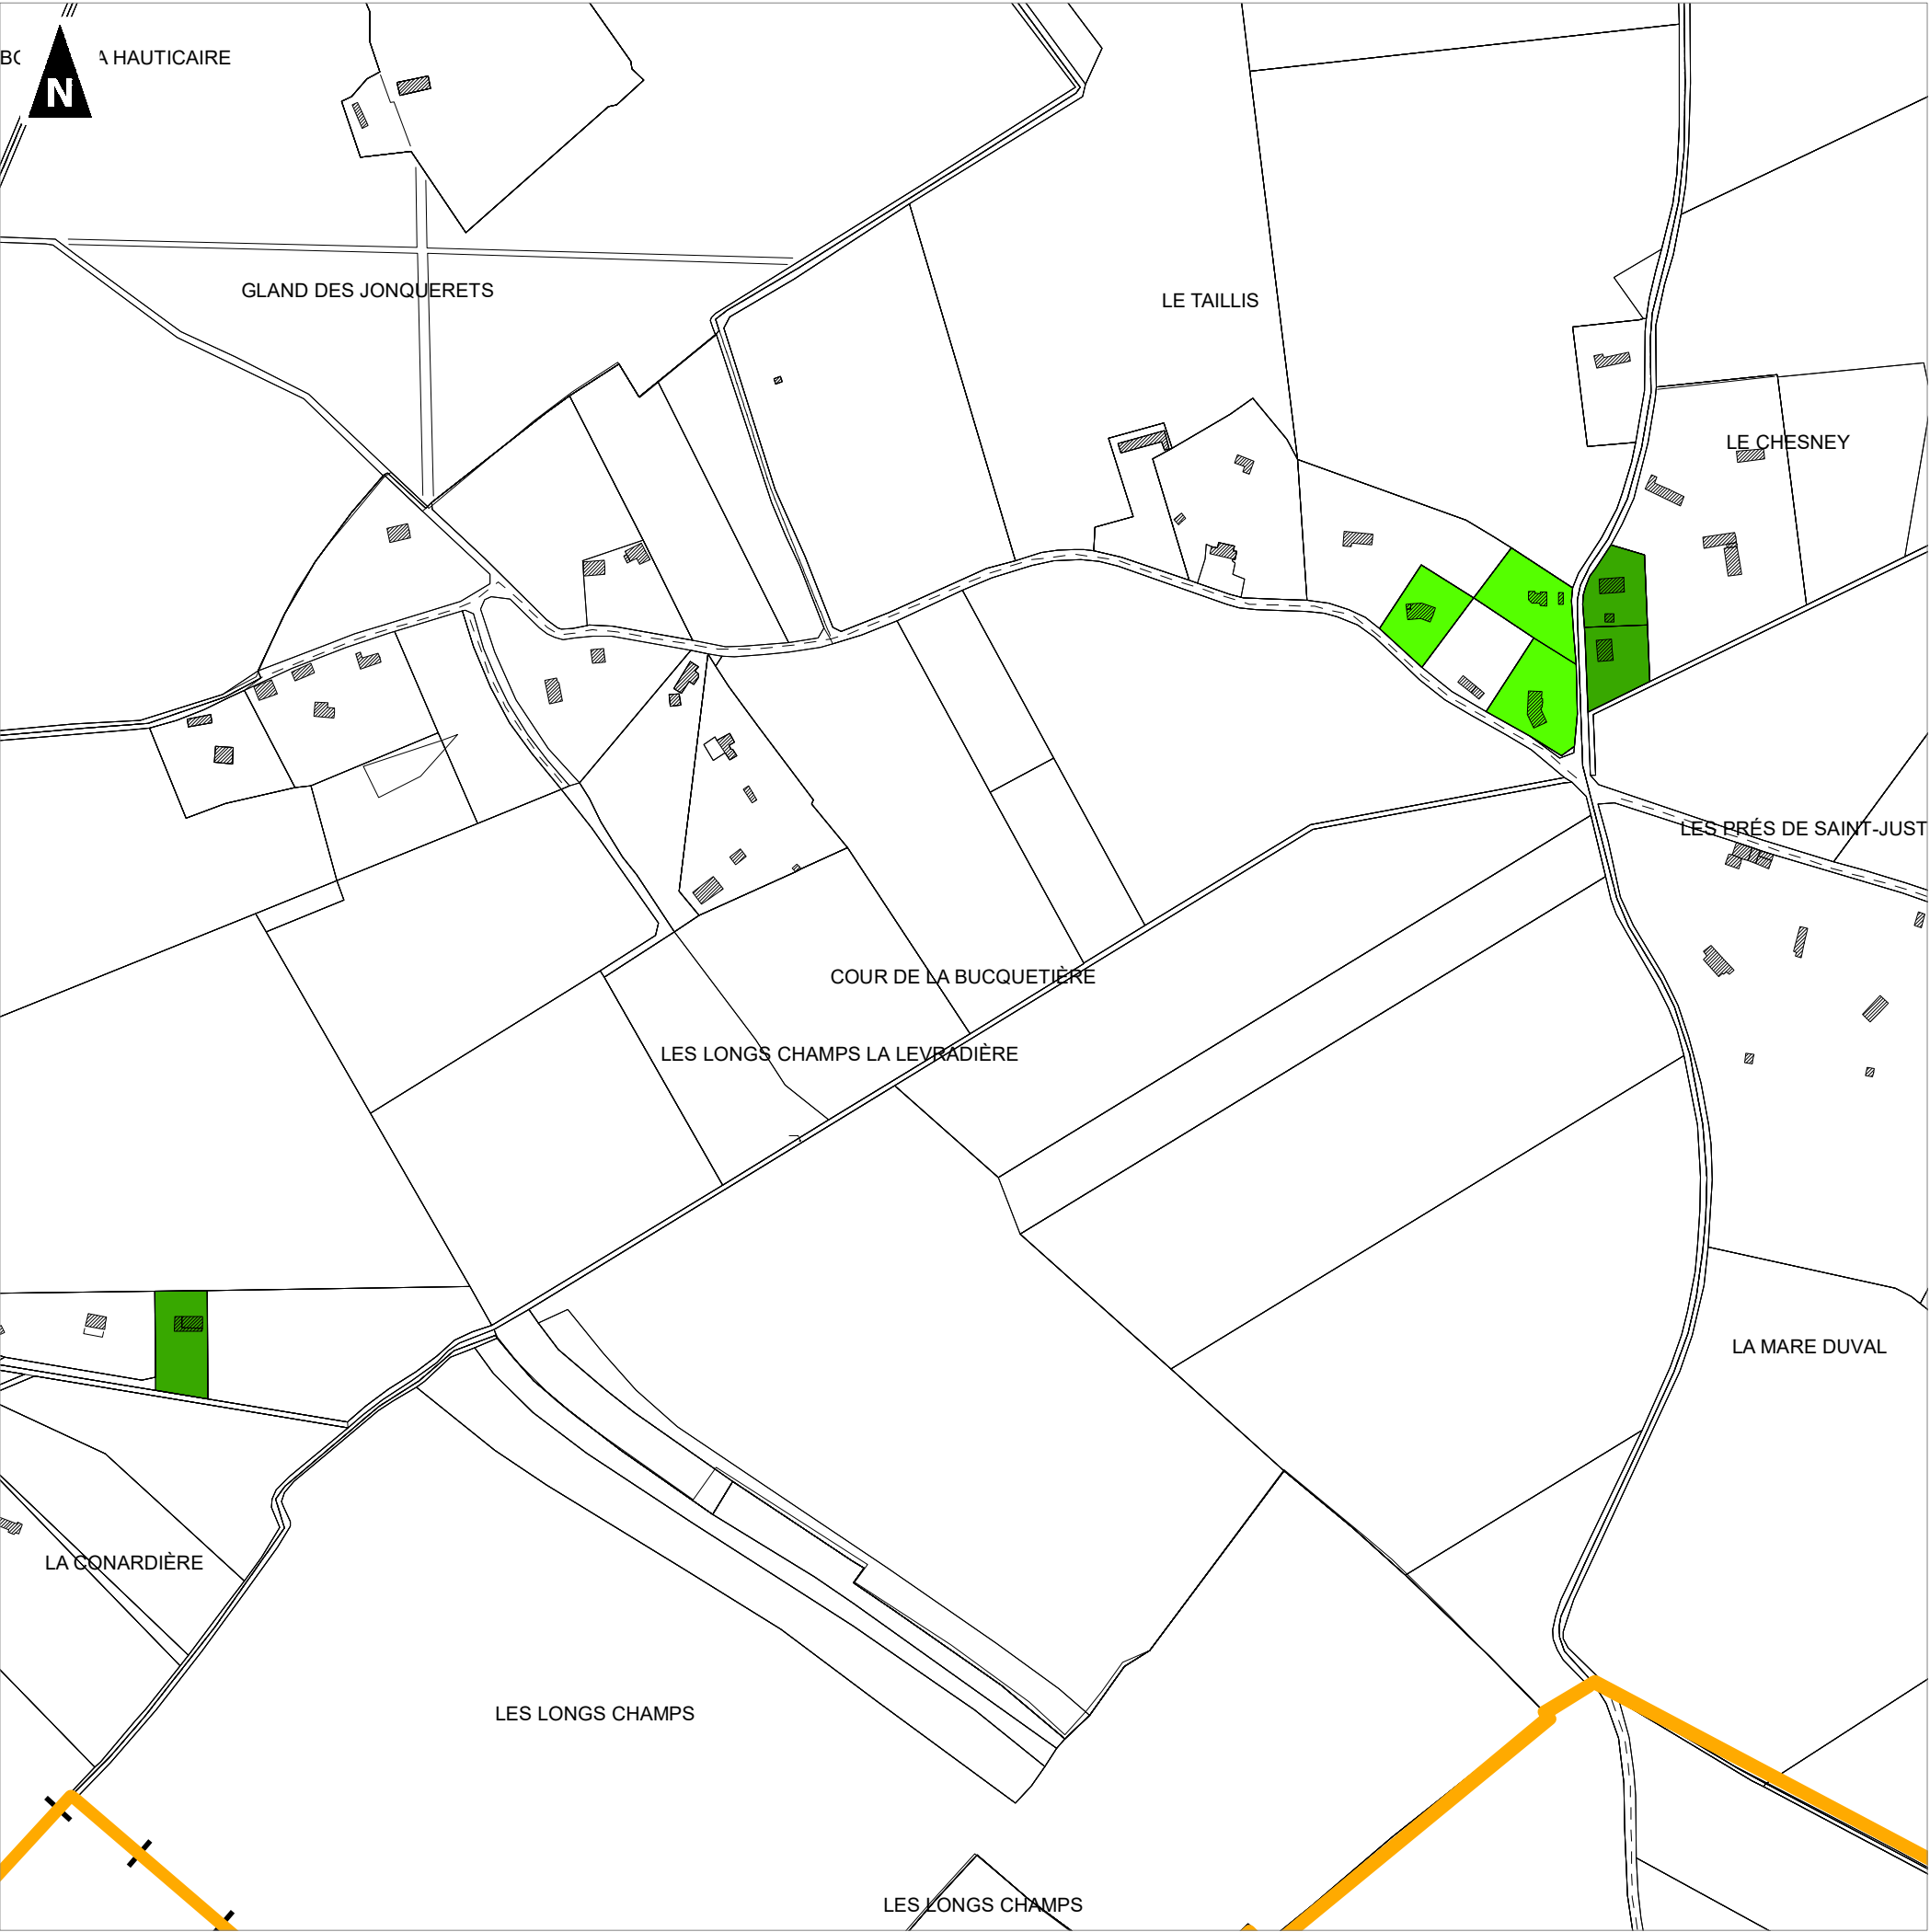 HAUTICAIRE
N
GLAND DES JONQUERETS
LE TAILLIS
LE CHESNEY
LES PRÉS DE SAINT-JUST
COUR DE LA BUCQUETIÈRE
LES LONGS CHAMPS LA LEVRADIÈRE
LA MARE DUVAL
LA CONARDIÈRE
LES LONGS CHAMPS
LES LONGS CHAMPS